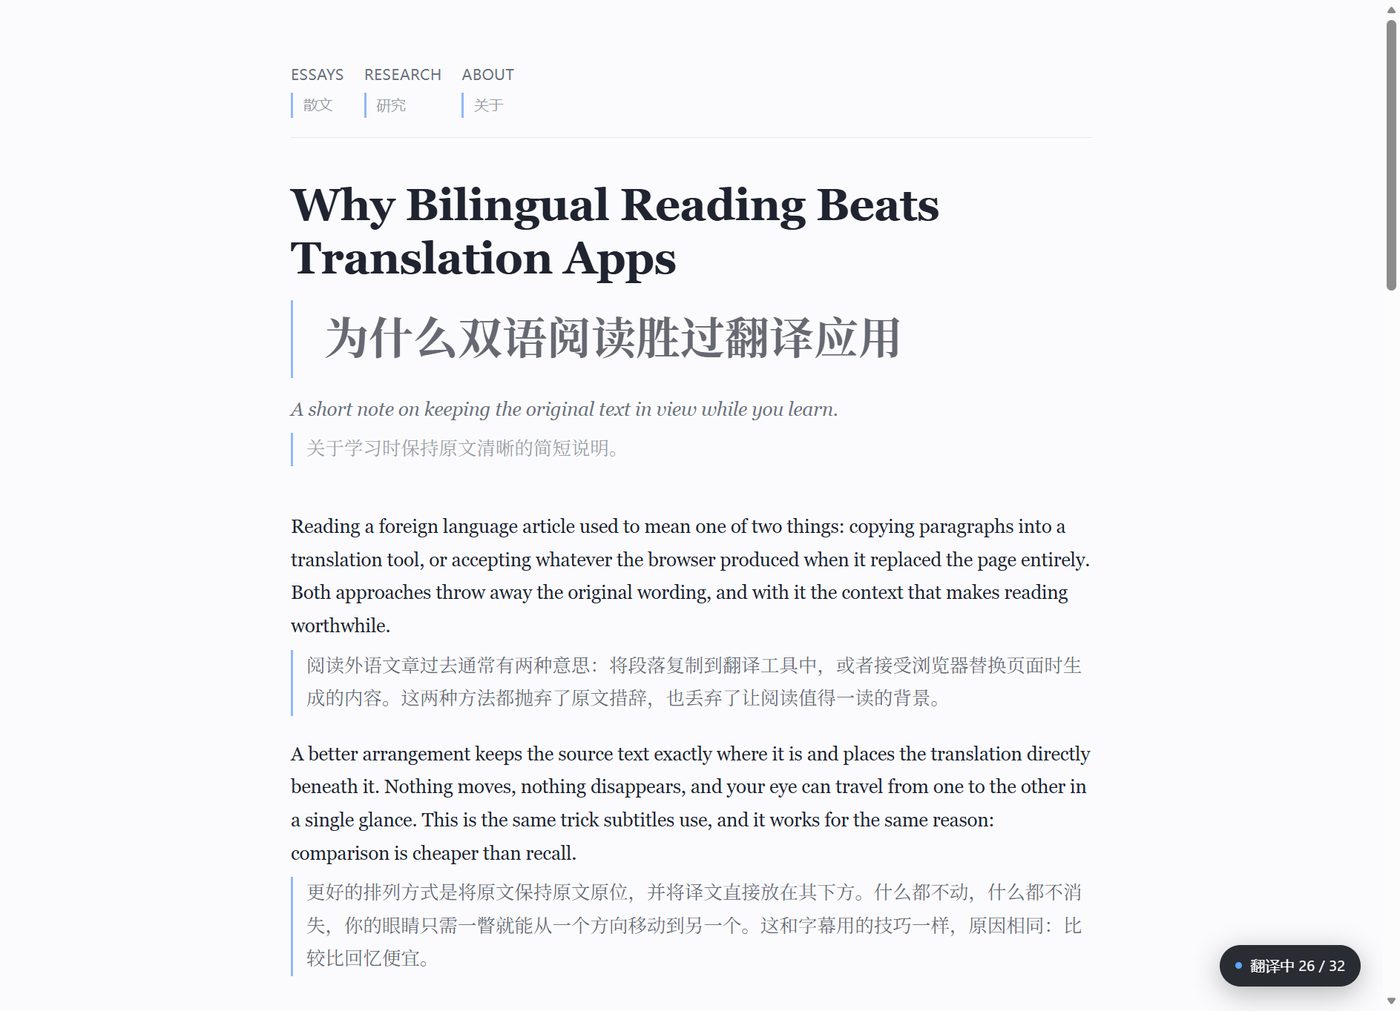 ESSAYS RESEARCH ABOUT
散文 研究 关于
Why Bilingual Reading Beats
Translation Apps
为什么双语阅读胜过翻译应用
A short note on keeping the original text in view while you learn.
关于学习时保持原文清晰的简短说明。
Reading a foreign language article used to mean one of two things: copying paragraphs into a
translation tool, or accepting whatever the browser produced when it replaced the page entirely.
Both approaches throw away the original wording, and with it the context that makes reading
worthwhile.
阅读外语文章过去通常有两种意思：将段落复制到翻译工具中，或者接受浏览器替换页面时生
成的内容。这两种方法都抛弃了原文措辞，也丢弃了让阅读值得一读的背景。
A better arrangement keeps the source text exactly where it is and places the translation directly
beneath it. Nothing moves, nothing disappears, and your eye can travel from one to the other in
a single glance. This is the same trick subtitles use, and it works for the same reason:
comparison is cheaper than recall.
更好的排列方式是将原文保持原文原位，并将译文直接放在其下方。什么都不动，什么都不消
失，你的眼睛只需一瞥就能从一个方向移动到另一个。这和字幕用的技巧一样，原因相同：比
较比回忆便宜。
翻译中 26 / 32